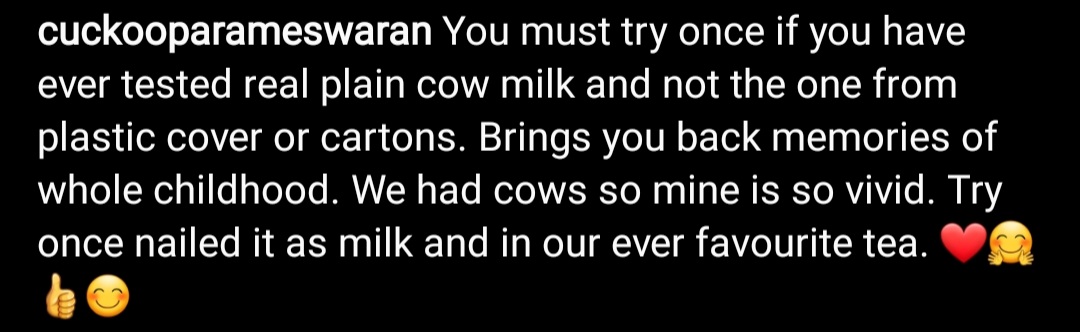 cuckooparameswaran You must try once if you have
ever tested real plain cow milk and not the one from
plastic cover or cartons. Brings you back memories of
whole childhood. We had cows so mine is so vivid. Try
once nailed it as milk and in our ever favourite tea. ❤️🤗
👍😊